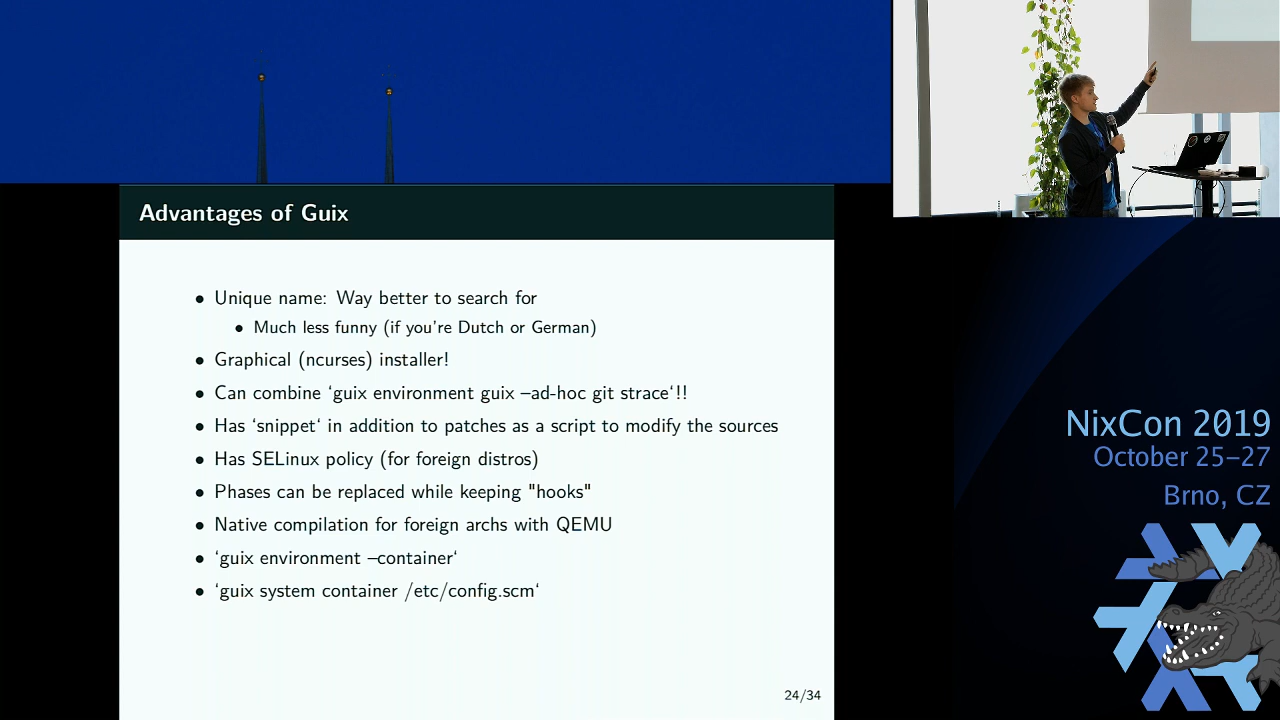 Advantages of Guix
• Unique name: Way better to search for
• Much less funny (if you're Dutch or German)
• Graphical (ncurses) installer!
• Can combine ‘guix environment guix –ad-hoc git strace‘!!
• Has ‘snippet‘ in addition to patches as a script to modify the sources
• Has SELinux policy (for foreign distros)
• Phases can be replaced while keeping "hooks"
• Native compilation for foreign archs with QEMU
• ‘guix environment –container‘
• ‘guix system container /etc/config.scm‘
24/34
NixCon 2019
October 25–27
Brno, CZ